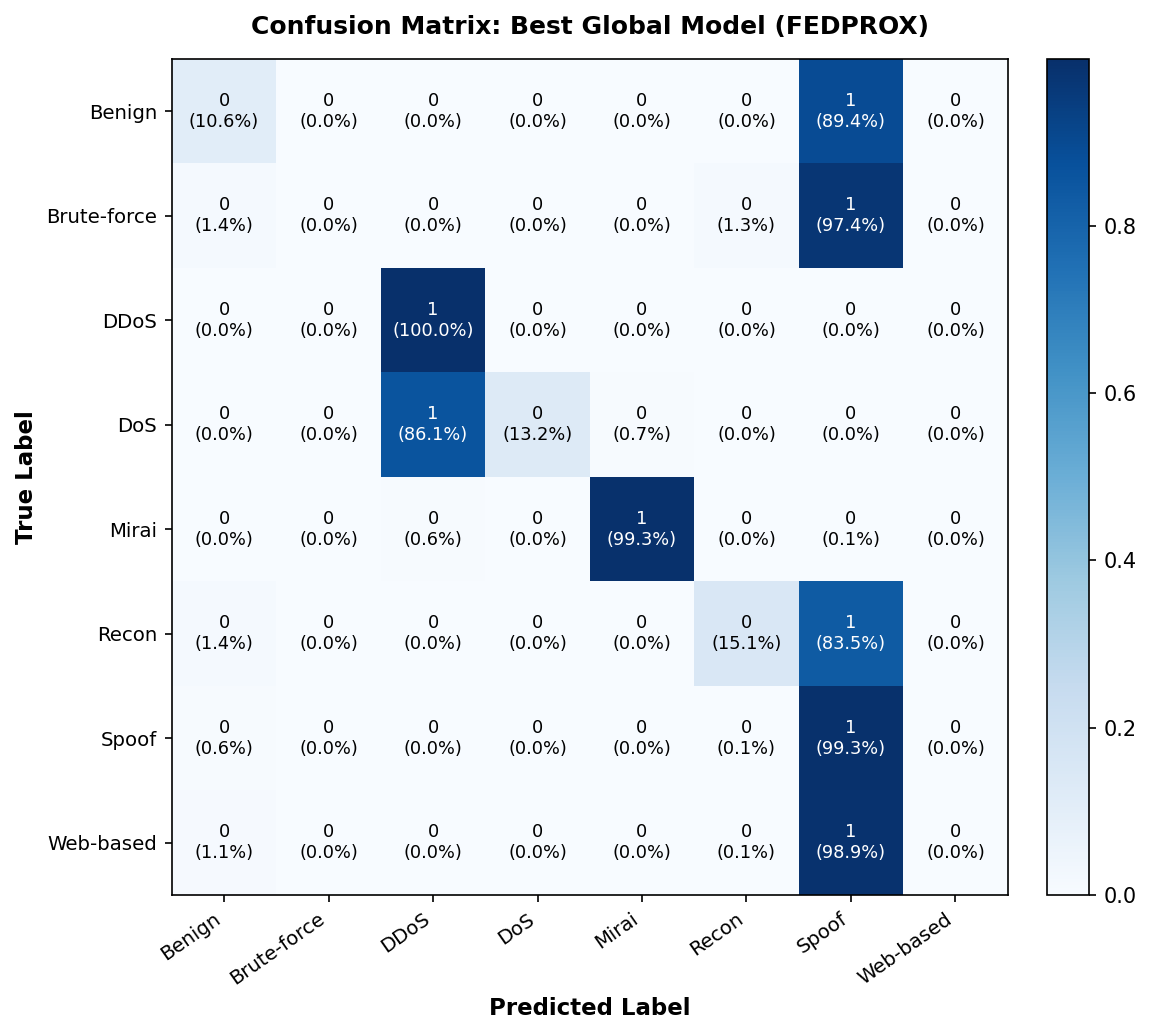 Confusion Matrix: Best Global Model (FEDPROX)
True Label
Benign
0 0 0 0 0 0 1 0
(10.6%) (0.0%) (0.0%) (0.0%) (0.0%) (0.0%) (89.4%) (0.0%)
Brute-force
0 0 0 0 0 0 1 0
(1.4%) (0.0%) (0.0%) (0.0%) (0.0%) (1.3%) (97.4%) (0.0%)
DDoS
0 0 1 0 0 0 0 0
(0.0%) (0.0%) (100.0%) (0.0%) (0.0%) (0.0%) (0.0%) (0.0%)
DoS
0 0 1 0 0 0 0 0
(0.0%) (0.0%) (86.1%) (13.2%) (0.7%) (0.0%) (0.0%) (0.0%)
Mirai
0 0 0 0 1 0 0 0
(0.0%) (0.0%) (0.6%) (0.0%) (99.3%) (0.0%) (0.1%) (0.0%)
Recon
0 0 0 0 0 0 1 0
(1.4%) (0.0%) (0.0%) (0.0%) (0.0%) (15.1%) (83.5%) (0.0%)
Spoof
0 0 0 0 0 0 1 0
(0.6%) (0.0%) (0.0%) (0.0%) (0.0%) (0.1%) (99.3%) (0.0%)
Web-based
0 0 0 0 0 0 1 0
(1.1%) (0.0%) (0.0%) (0.0%) (0.0%) (0.1%) (98.9%) (0.0%)
Benign Brute-force DDoS DoS Mirai Recon Spoof Web-based
Predicted Label
0.8
0.6
0.4
0.2
0.0